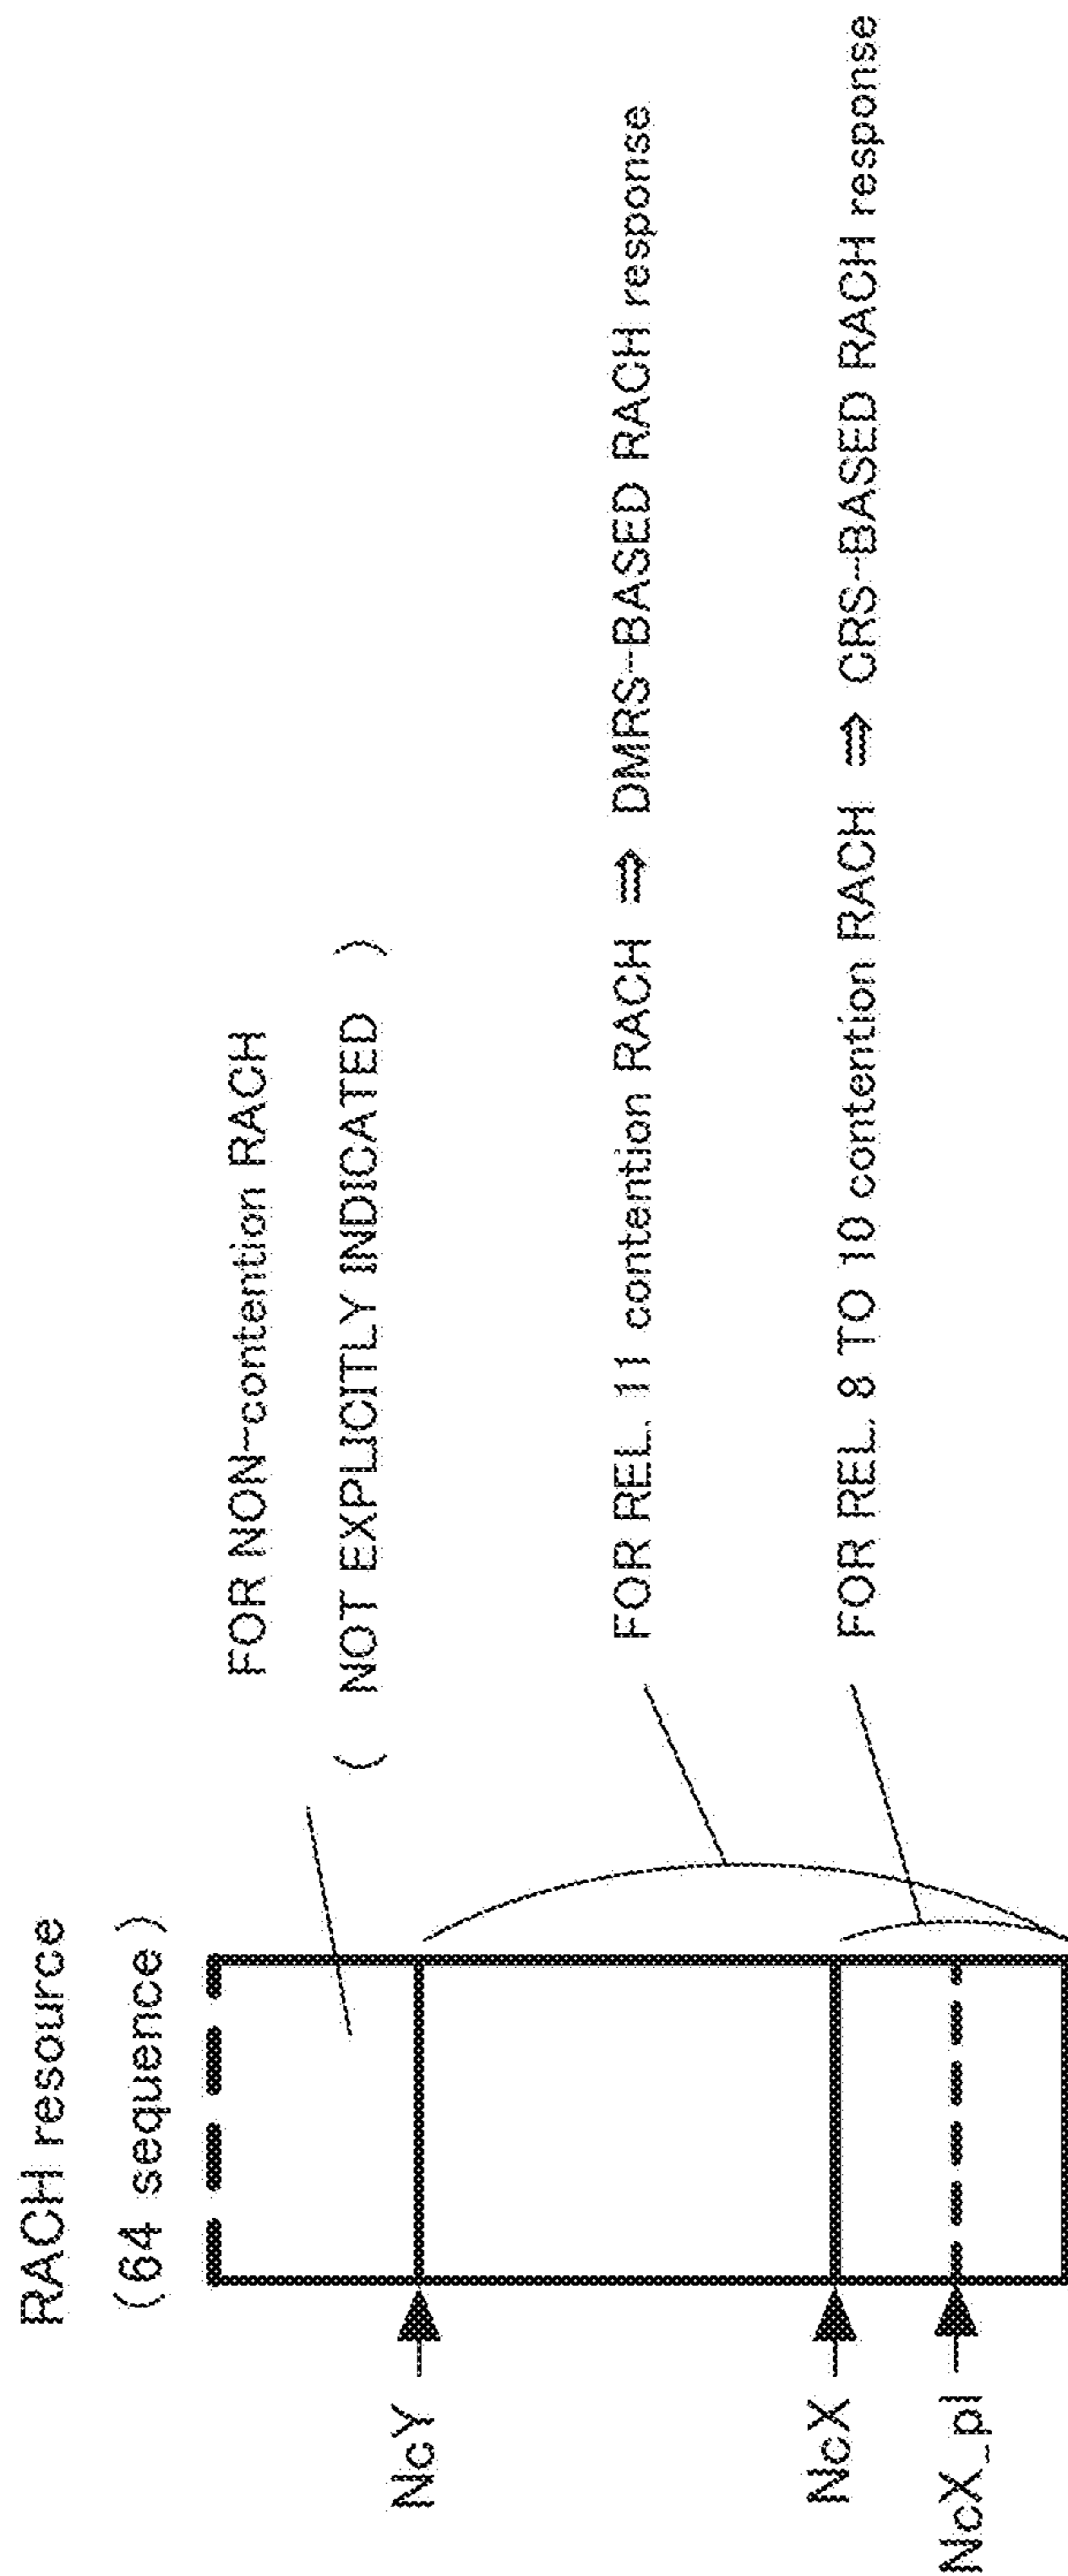 RACH resource
(64 sequence)
FOR NON-contention RACH
( NOT EXPLICITLY INDICATED )
NcY
FOR REL. 11 contention RACH ⇒ DMRS-BASED RACH response
NcX
FOR REL. 8 TO 10 contention RACH ⇒ CRS-BASED RACH response
NcX_pl